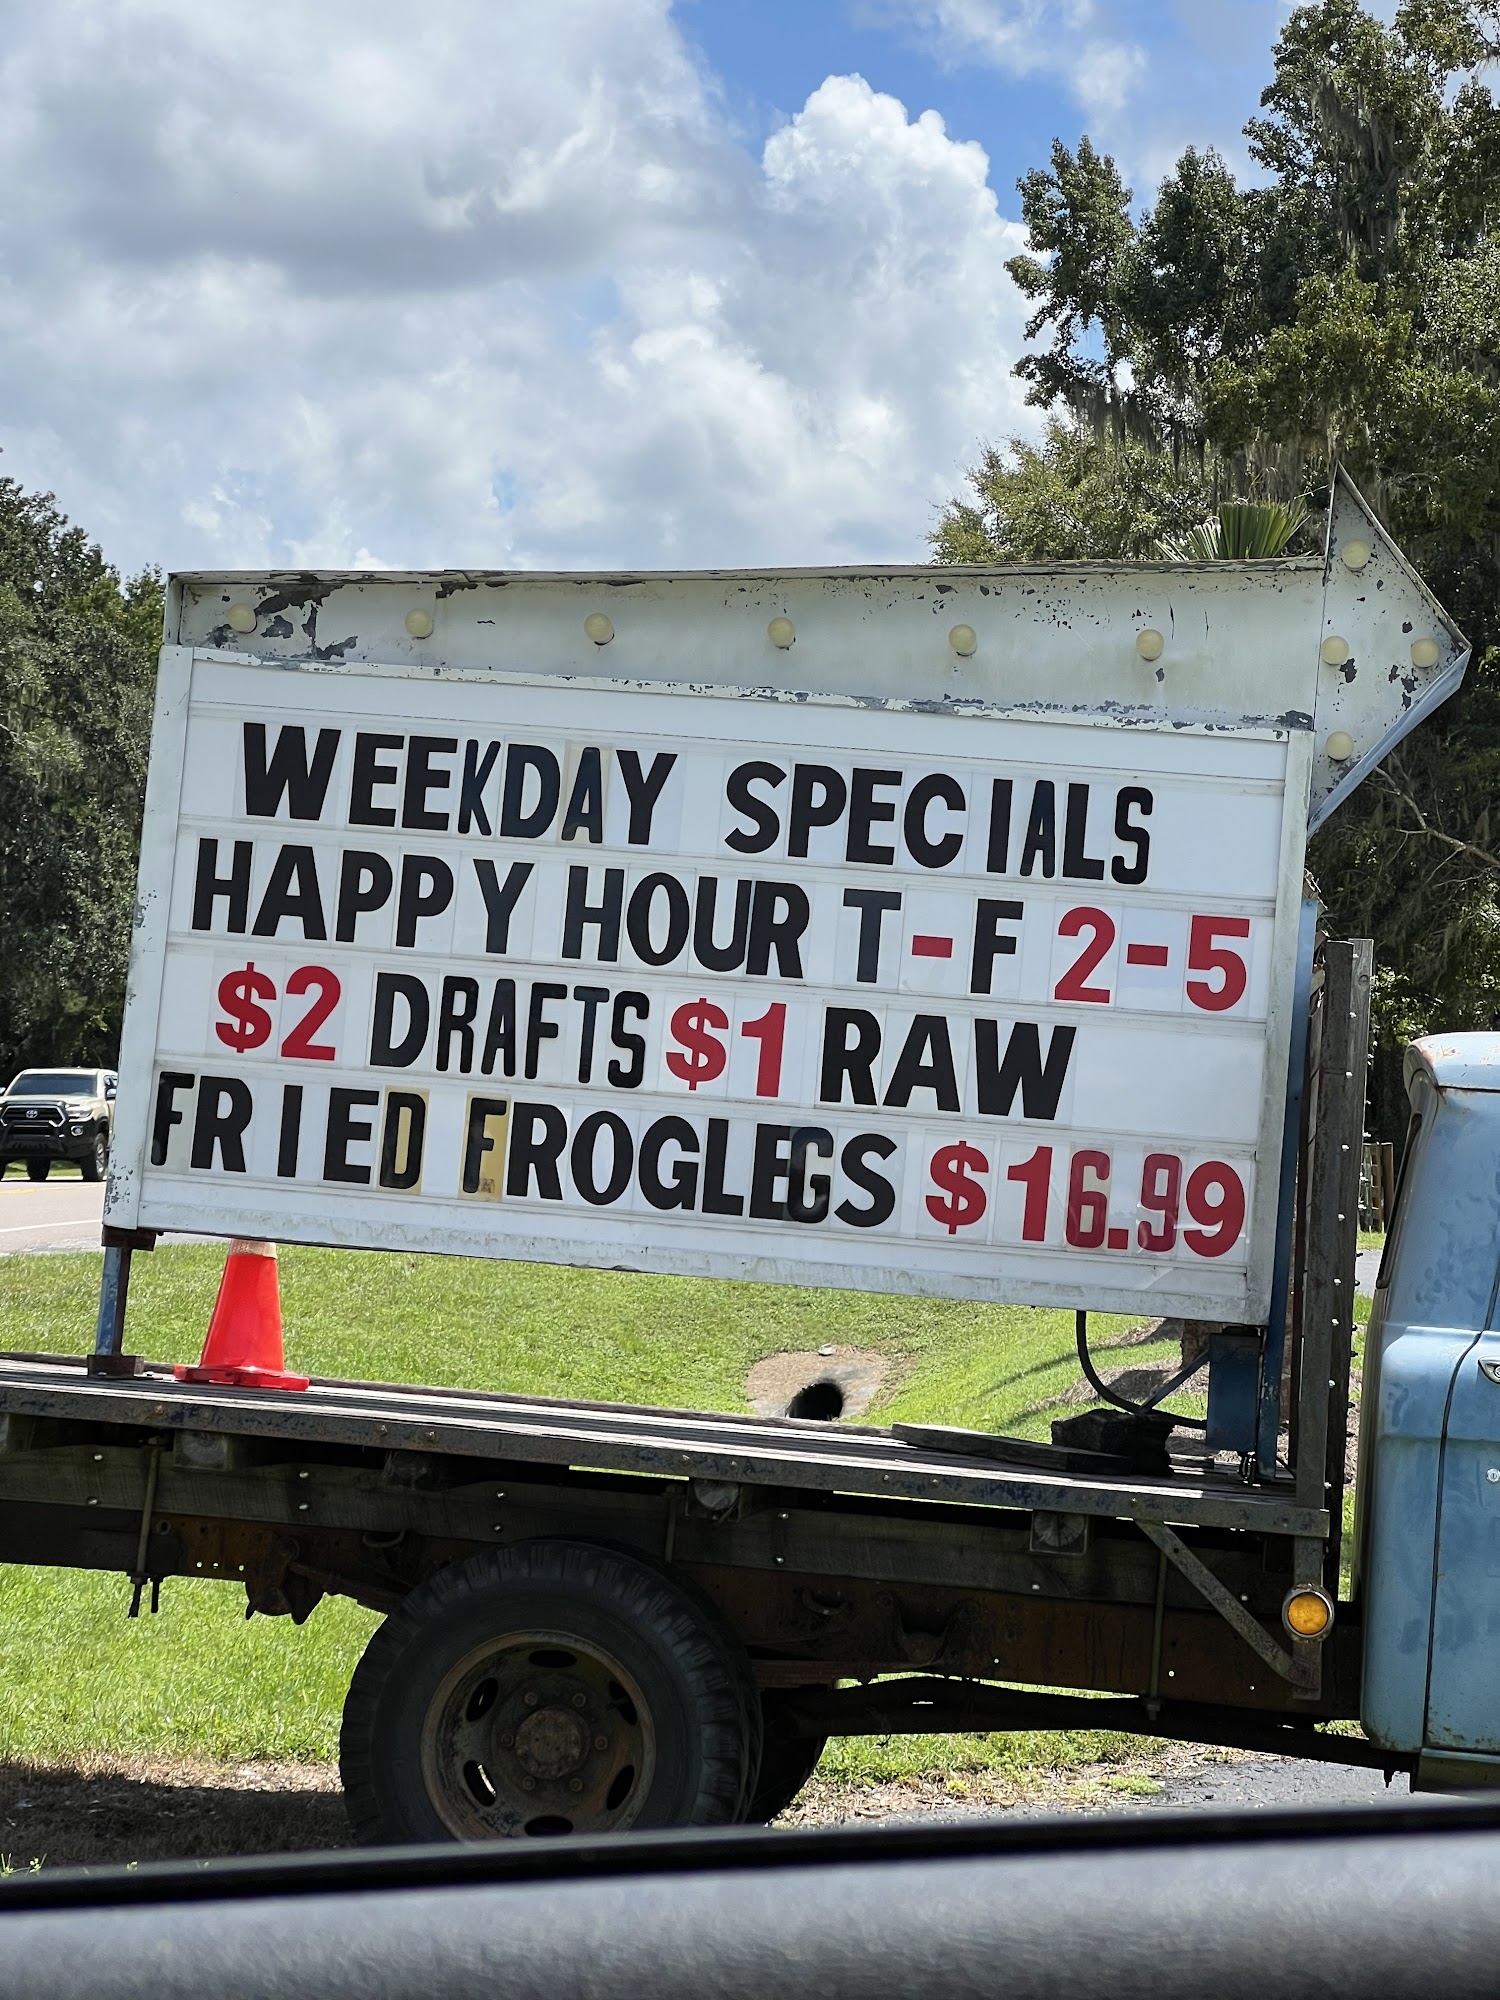 WEEKDAY SPECIALS
HAPPY HOUR T-F 2-5
$2 DRAFTS $1 RAW
FRIED FROGLEGS $16.99